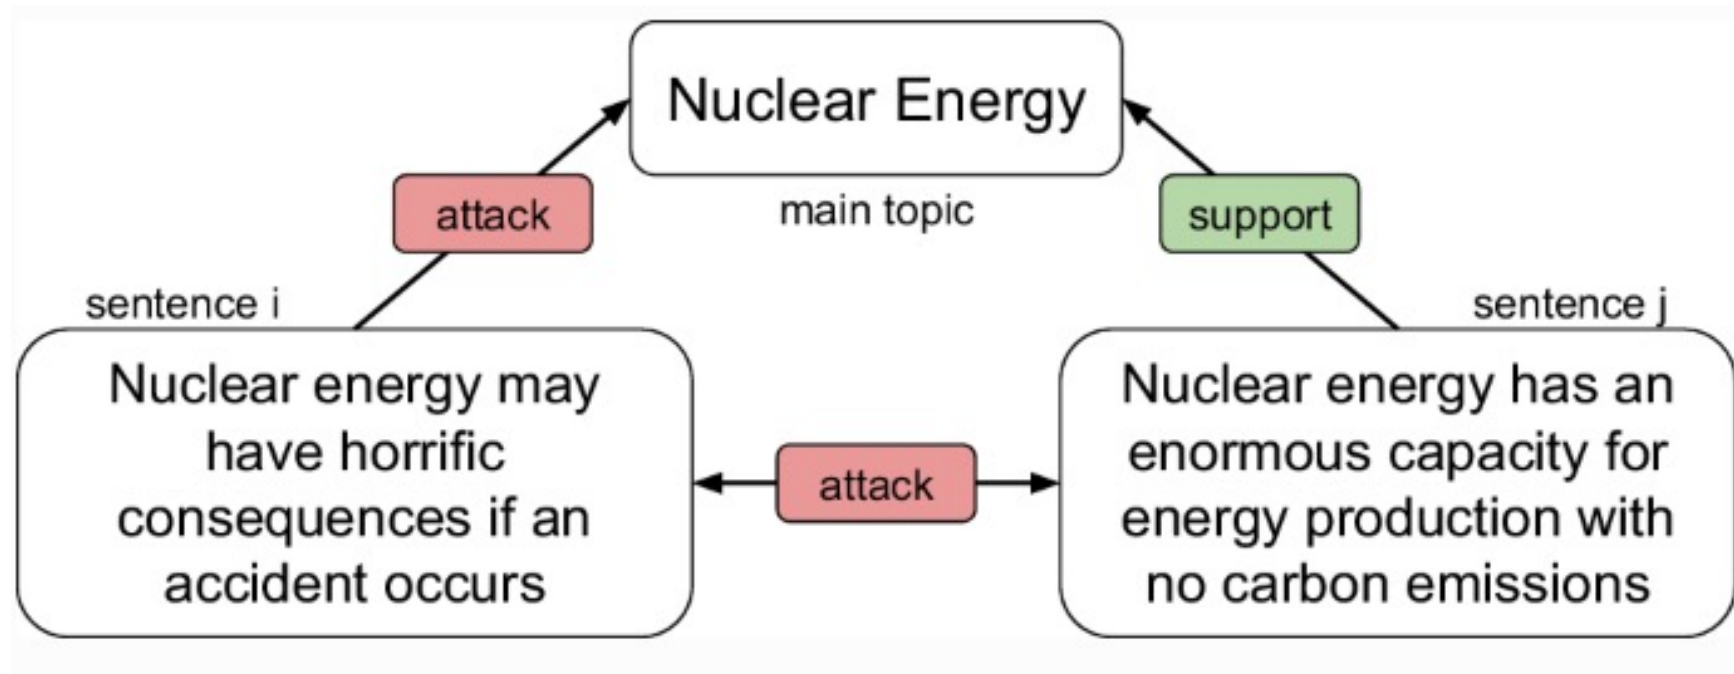 Nuclear Energy
main topic
attack
support
sentence i
sentence j
Nuclear energy may
have horrific
consequences if an
accident occurs
attack
Nuclear energy has an
enormous capacity for
energy production with
no carbon emissions